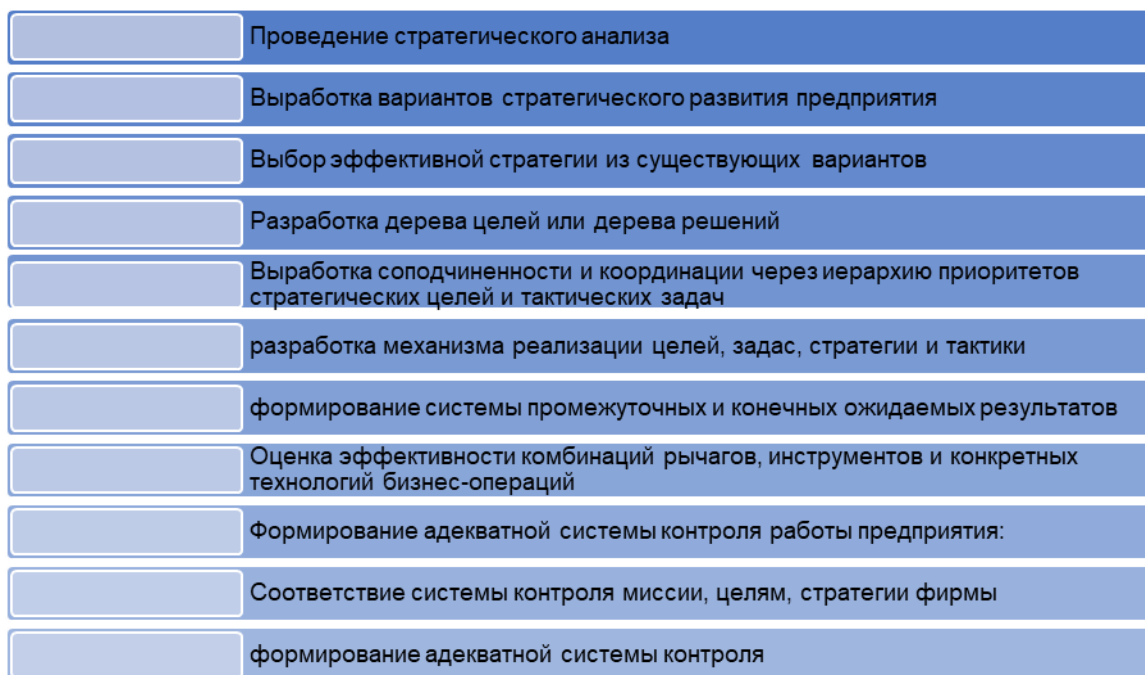 Проведение стратегического анализа
Выработка вариантов стратегического развития предприятия
Выбор эффективной стратегии из существующих вариантов
Разработка дерева целей или дерева решений
Выработка соподчиненности и координации через иерархию приоритетов
стратегических целей и тактических задач
разработка механизма реализации целей, задас, стратегии и тактики
формирование системы промежуточных и конечных ожидаемых результатов
Оценка эффективности комбинаций рычагов, инструментов и конкретных
технологий бизнес-операций
Формирование адекватной системы контроля работы предприятия:
Соответствие системы контроля миссии, целям, стратегии фирмы
формирование адекватной системы контроля